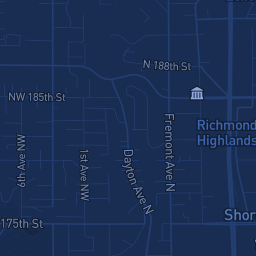 N 188th St
NW 185th St
Richmond
Highlands
Fremont Ave N
6th Ave NW
1st Ave NW
Dayton Ave N
175th St
Shor